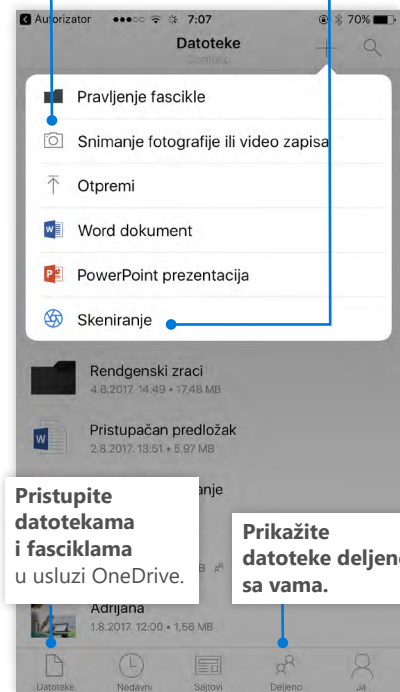 Autorizator 7:07 70%
Datoteke
Contoso
Pravljenje fascikle
Snimanje fotografije ili video zapisa
Otpremi
Word dokument
PowerPoint prezentacija
Skeniranje
Rendgenski zraci
4.8.2017. 14:49 • 17,48 MB
Pristupačan predložak
2.8.2017. 13:51 • 5,97 MB
anje
Pristupite
datotekama
i fasciklama
u usluzi OneDrive.
B
Prikažite
datoteke deljene
sa vama.
Adrijana
1.8.2017. 12:00 • 1,56 MB
Datoteke Nedavni Sajtovi Deljeno Ja